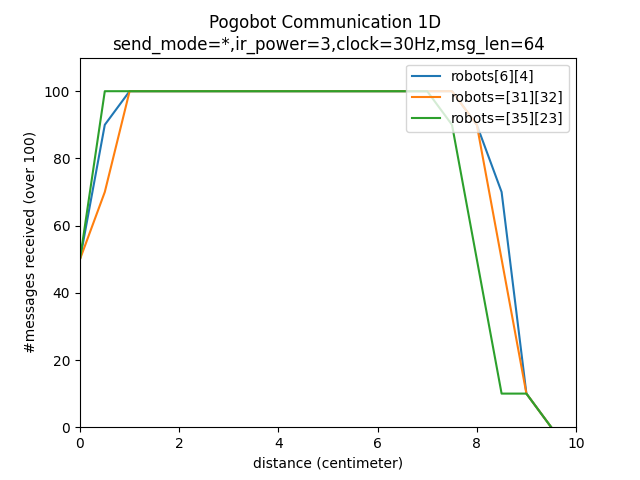 Pogobot Communication 1D
send_mode=*,ir_power=3,clock=30Hz,msg_len=64
robots[6][4]
robots=[31][32]
robots=[35][23]
#messages received (over 100)
100
80
60
40
20
0
0 2 4 6 8 10
distance (centimeter)